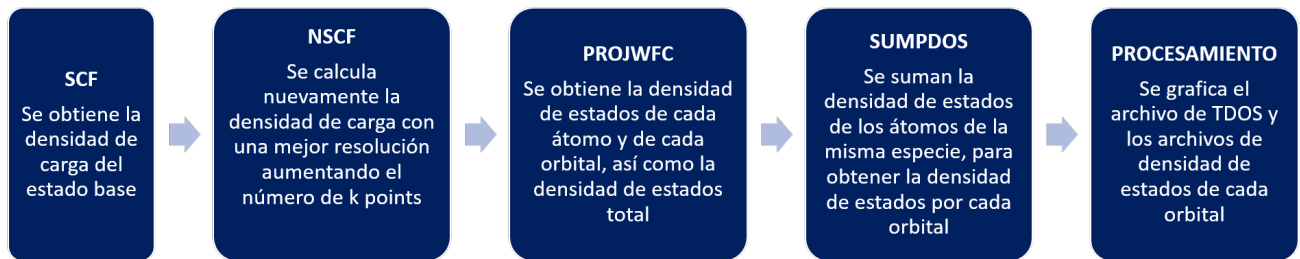 SCF
Se obtiene la
densidad de
carga del
estado base
NSCF
Se calcula
nuevamente la
densidad de carga con
una mejor resolución
aumentando el
número de k points
PROJWFC
Se obtiene la densidad
de estados de cada
átomo y de cada
orbital, así como la
densidad de estados
total
SUMPDOS
Se suman la
densidad de estados
de los átomos de la
misma especie, para
obtener la densidad
de estados por cada
orbital
PROCESAMIENTO
Se grafica el
archivo de TDOS y
los archivos de
densidad de
estados de cada
orbital